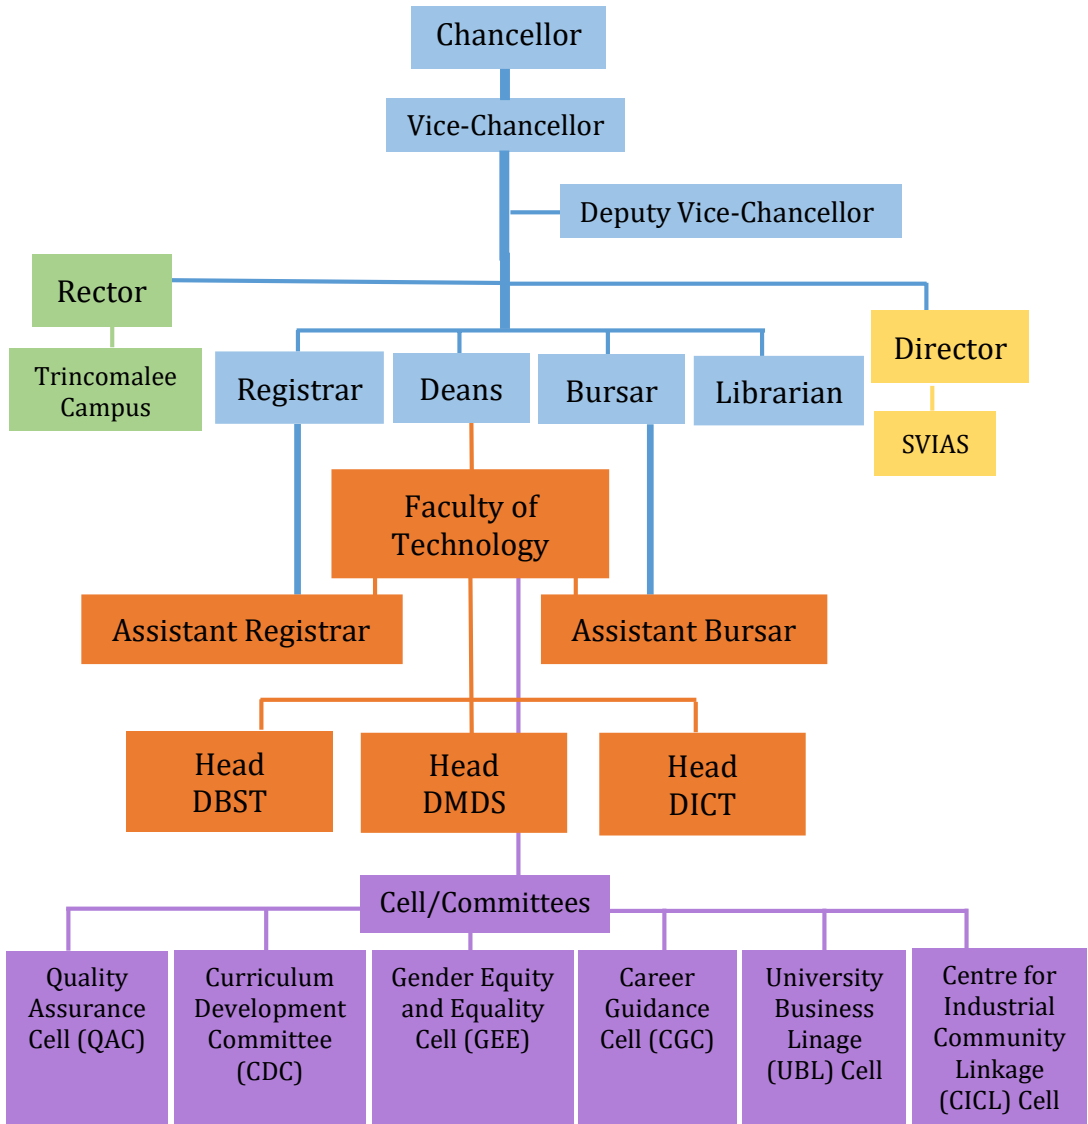 Chancellor
Vice-Chancellor
Deputy Vice-Chancellor
Rector
Trincomalee
Campus
Registrar
Deans
Bursar
Librarian
Director
SVIAS
Faculty of
Technology
Assistant Registrar
Assistant Bursar
Head
DBST
Head
DMDS
Head
DICT
Cell/Committees
Quality
Assurance
Cell (QAC)
Curriculum
Development
Committee
(CDC)
Gender Equity
and Equality
Cell (GEE)
Career
Guidance
Cell (CGC)
University
Business
Linage
(UBL) Cell
Centre for
Industrial
Community
Linkage
(CICL) Cell